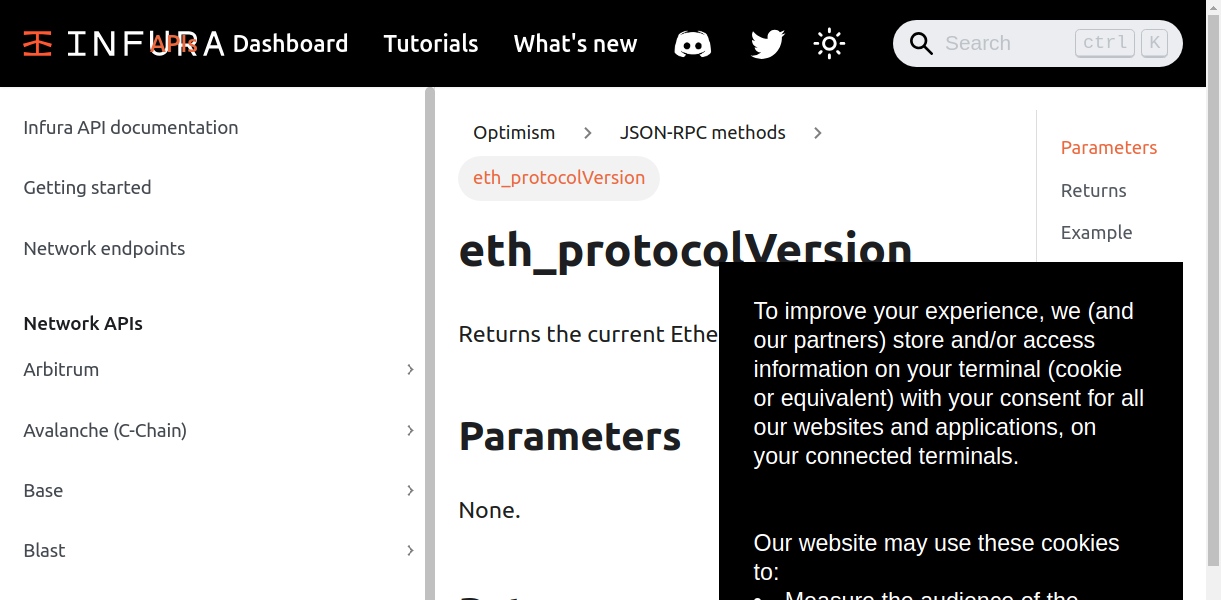 INFURA APIs Dashboard Tutorials What's new Search ctrl K
Infura API documentation
Getting started
Network endpoints
Network APIs
Arbitrum
Avalanche (C-Chain)
Base
Blast
Optimism JSON-RPC methods
eth_protocolVersion
eth_protocolVersion
Returns the current Ethe
Parameters
None.
Parameters
Returns
Example
To improve your experience, we (and
our partners) store and/or access
information on your terminal (cookie
or equivalent) with your consent for all
our websites and applications, on
your connected terminals.
Our website may use these cookies
to:
• Measure the audience of the